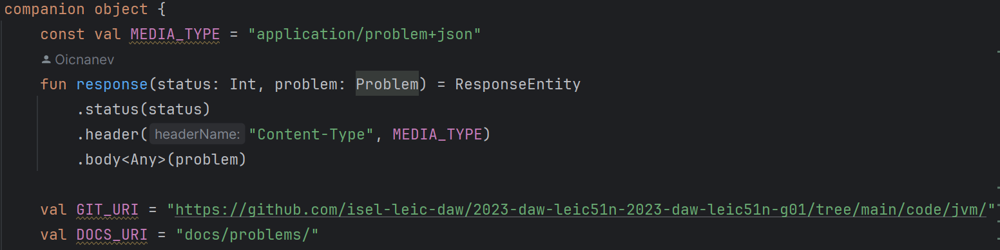 companion object {
const val MEDIA_TYPE = "application/problem+json"
Oicnanev
fun response(status: Int, problem: Problem) = ResponseEntity
.status(status)
.header( headerName: "Content-Type", MEDIA_TYPE)
.body<Any>(problem)
val GIT_URI = "https://github.com/isel-leic-daw/2023-daw-leic51n-2023-daw-leic51n-g01/tree/main/code/jvm/"
val DOCS_URI = "docs/problems/"